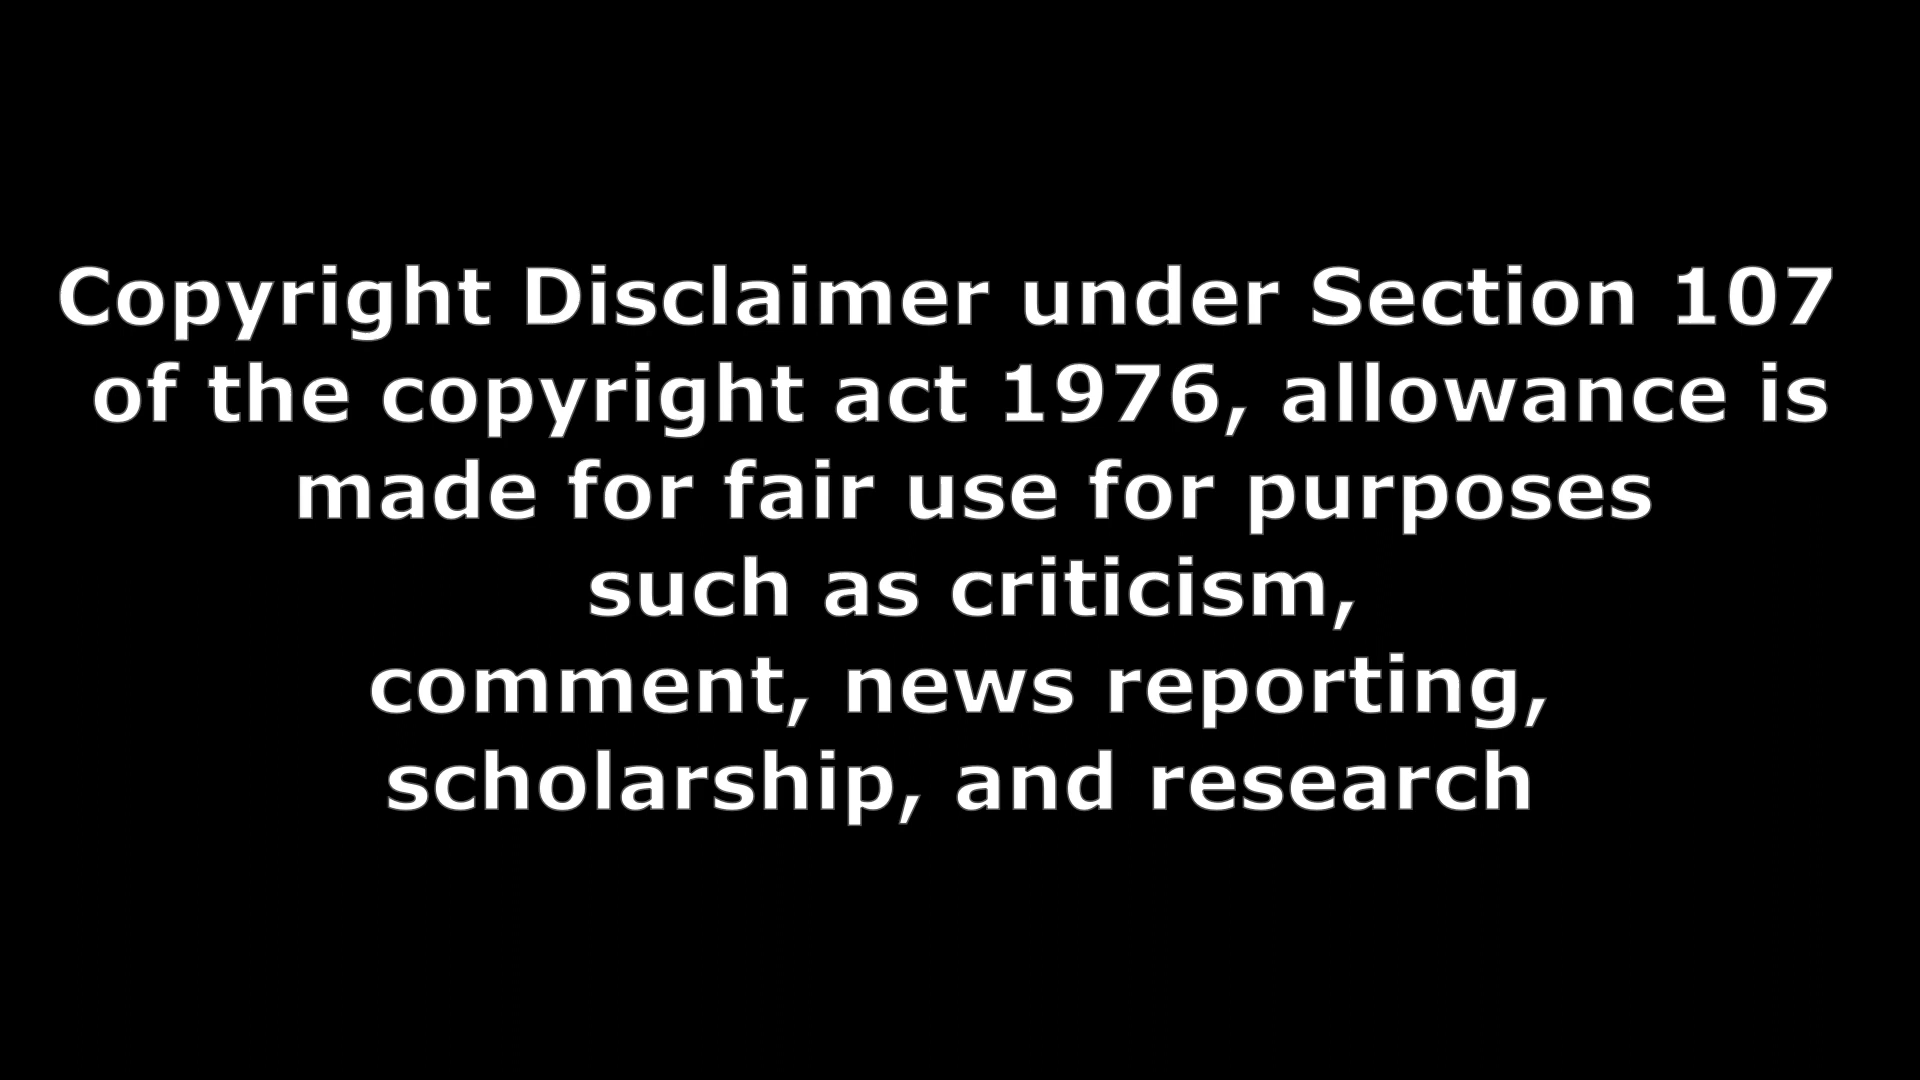 Copyright Disclaimer under Section 107
of the copyright act 1976, allowance is
made for fair use for purposes
such as criticism,
comment, news reporting,
scholarship, and research